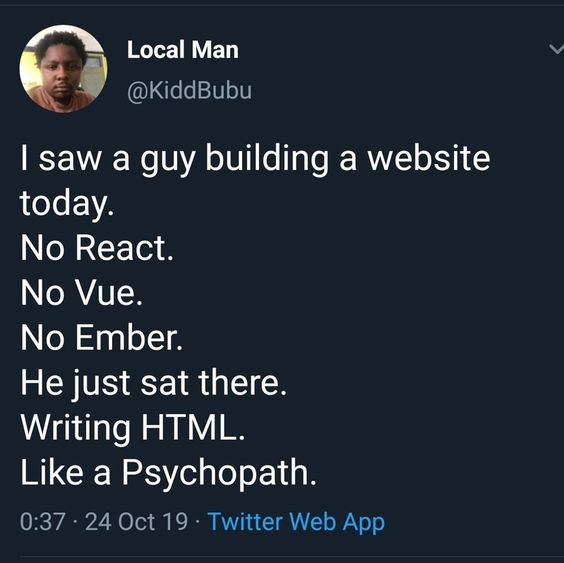 Local Man
@KiddBubu
I saw a guy building a website
today.
No React.
No Vue.
No Ember.
He just sat there.
Writing HTML.
Like a Psychopath.
0:37 · 24 Oct 19 · Twitter Web App